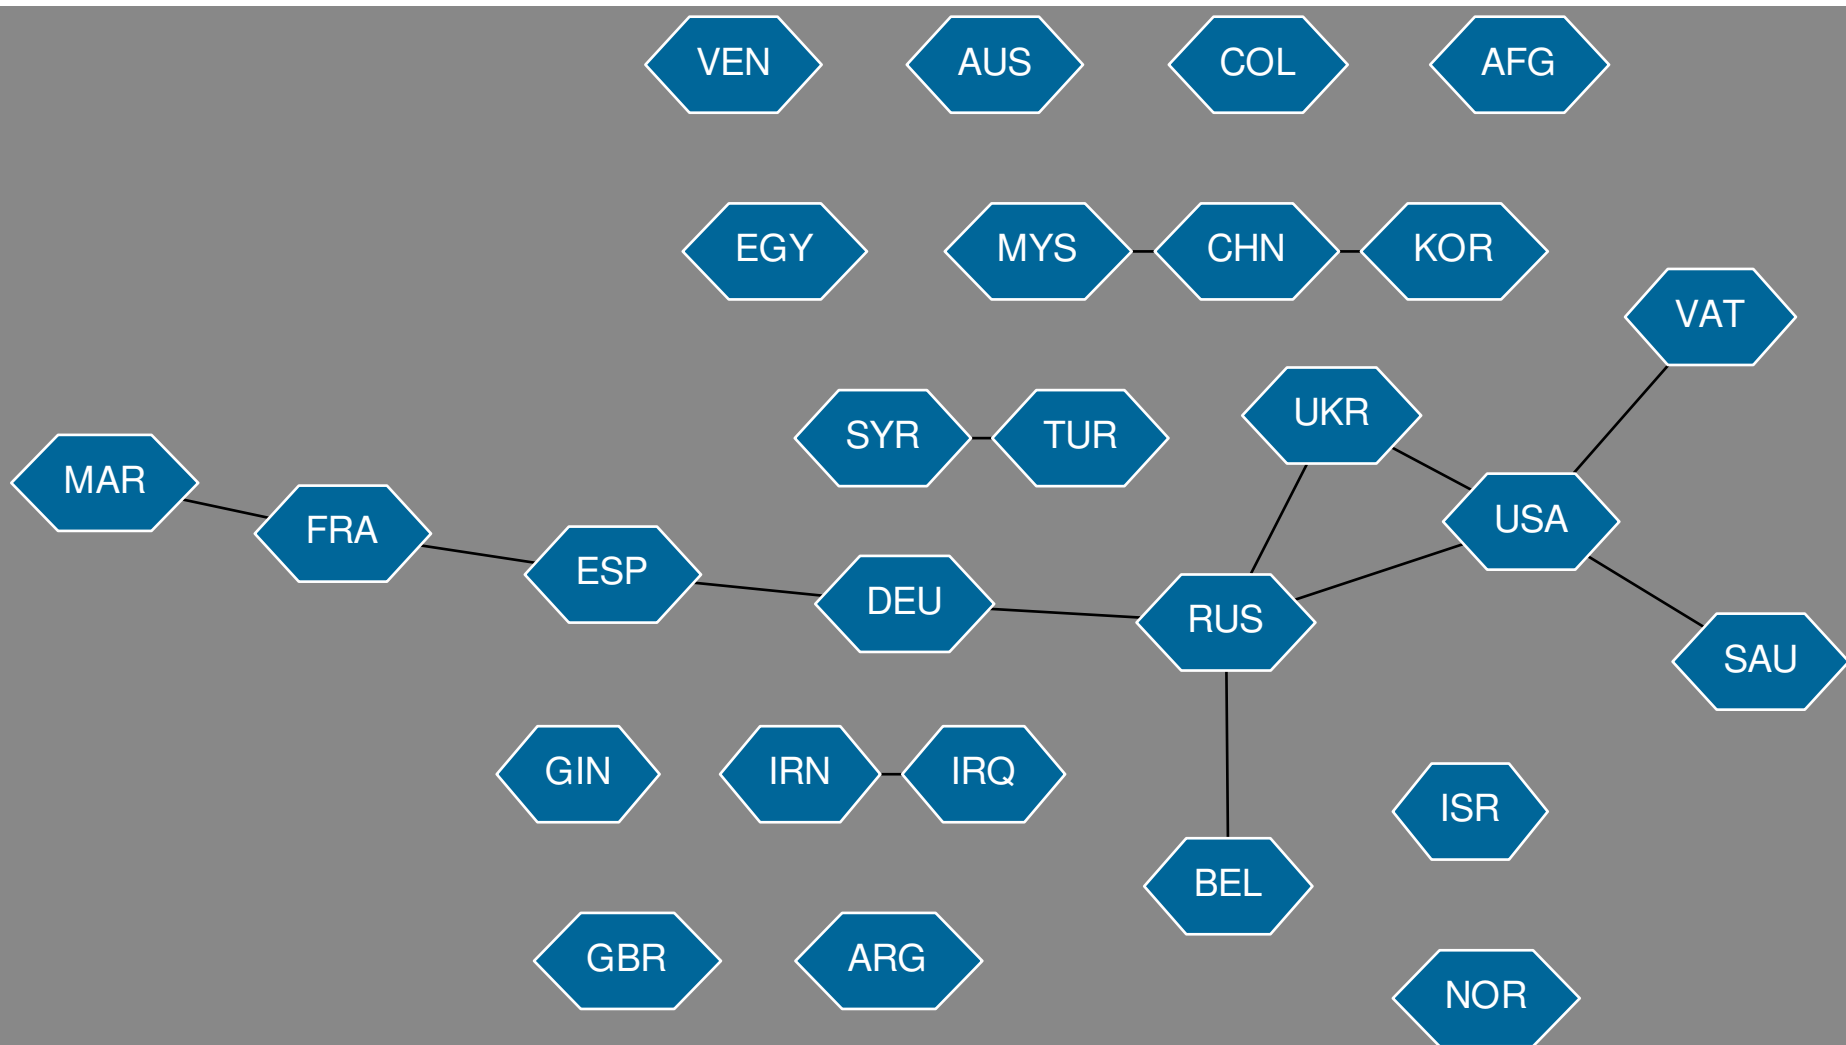 VEN
AUS
COL
AFG
EGY
MYS
CHN
KOR
VAT
UKR
SYR
TUR
MAR
FRA
USA
ESP
DEU
RUS
SAU
GIN
IRN
IRQ
ISR
BEL
GBR
ARG
NOR